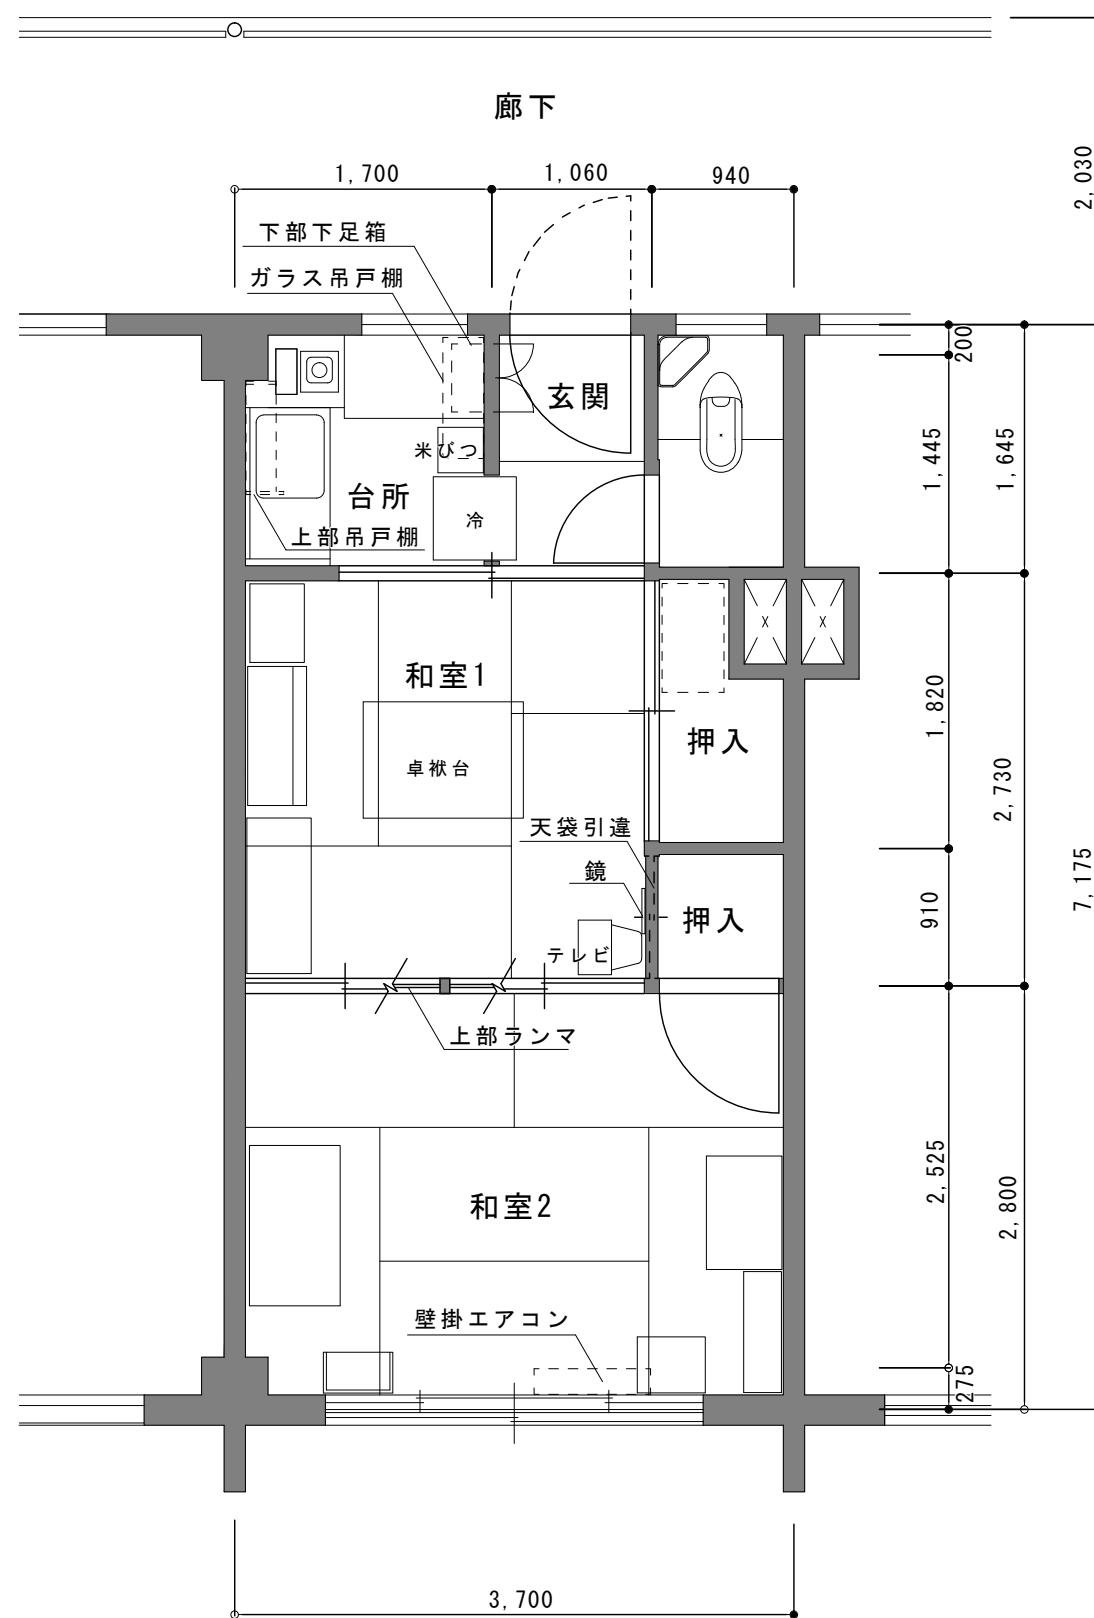 廊下
2,030
1,700
1,060
940
下部下足箱
ガラス吊戸棚
200
玄関
米びつ
1,445
1,645
台所
冷
上部吊戸棚
和室1
1,820
押入
2,730
卓袱台
天袋引違
鏡
7,175
910
押入
テレビ
上部ランマ
2,525
和室2
2,800
壁掛エアコン
275
3,700